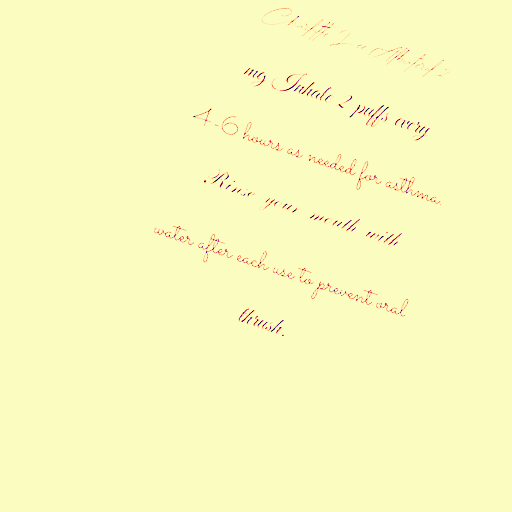 mg Inhale 2 puffs every
4-6 hours as needed for asthma.
Rinse your mouth with
water after each use to prevent oral
thrush.